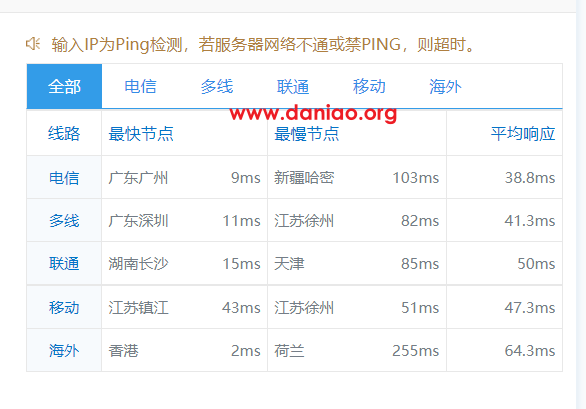 输入IP为Ping检测，若服务器网络不通或禁PING，则超时。
全部 电信 多线 联通 移动 海外
www.daniao.org
线路 最快节点 最慢节点 平均响应
电信 广东广州 9ms 新疆哈密 103ms 38.8ms
多线 广东深圳 11ms 江苏徐州 82ms 41.3ms
联通 湖南长沙 15ms 天津 85ms 50ms
移动 江苏镇江 43ms 江苏徐州 51ms 47.3ms
海外 香港 2ms 荷兰 255ms 64.3ms